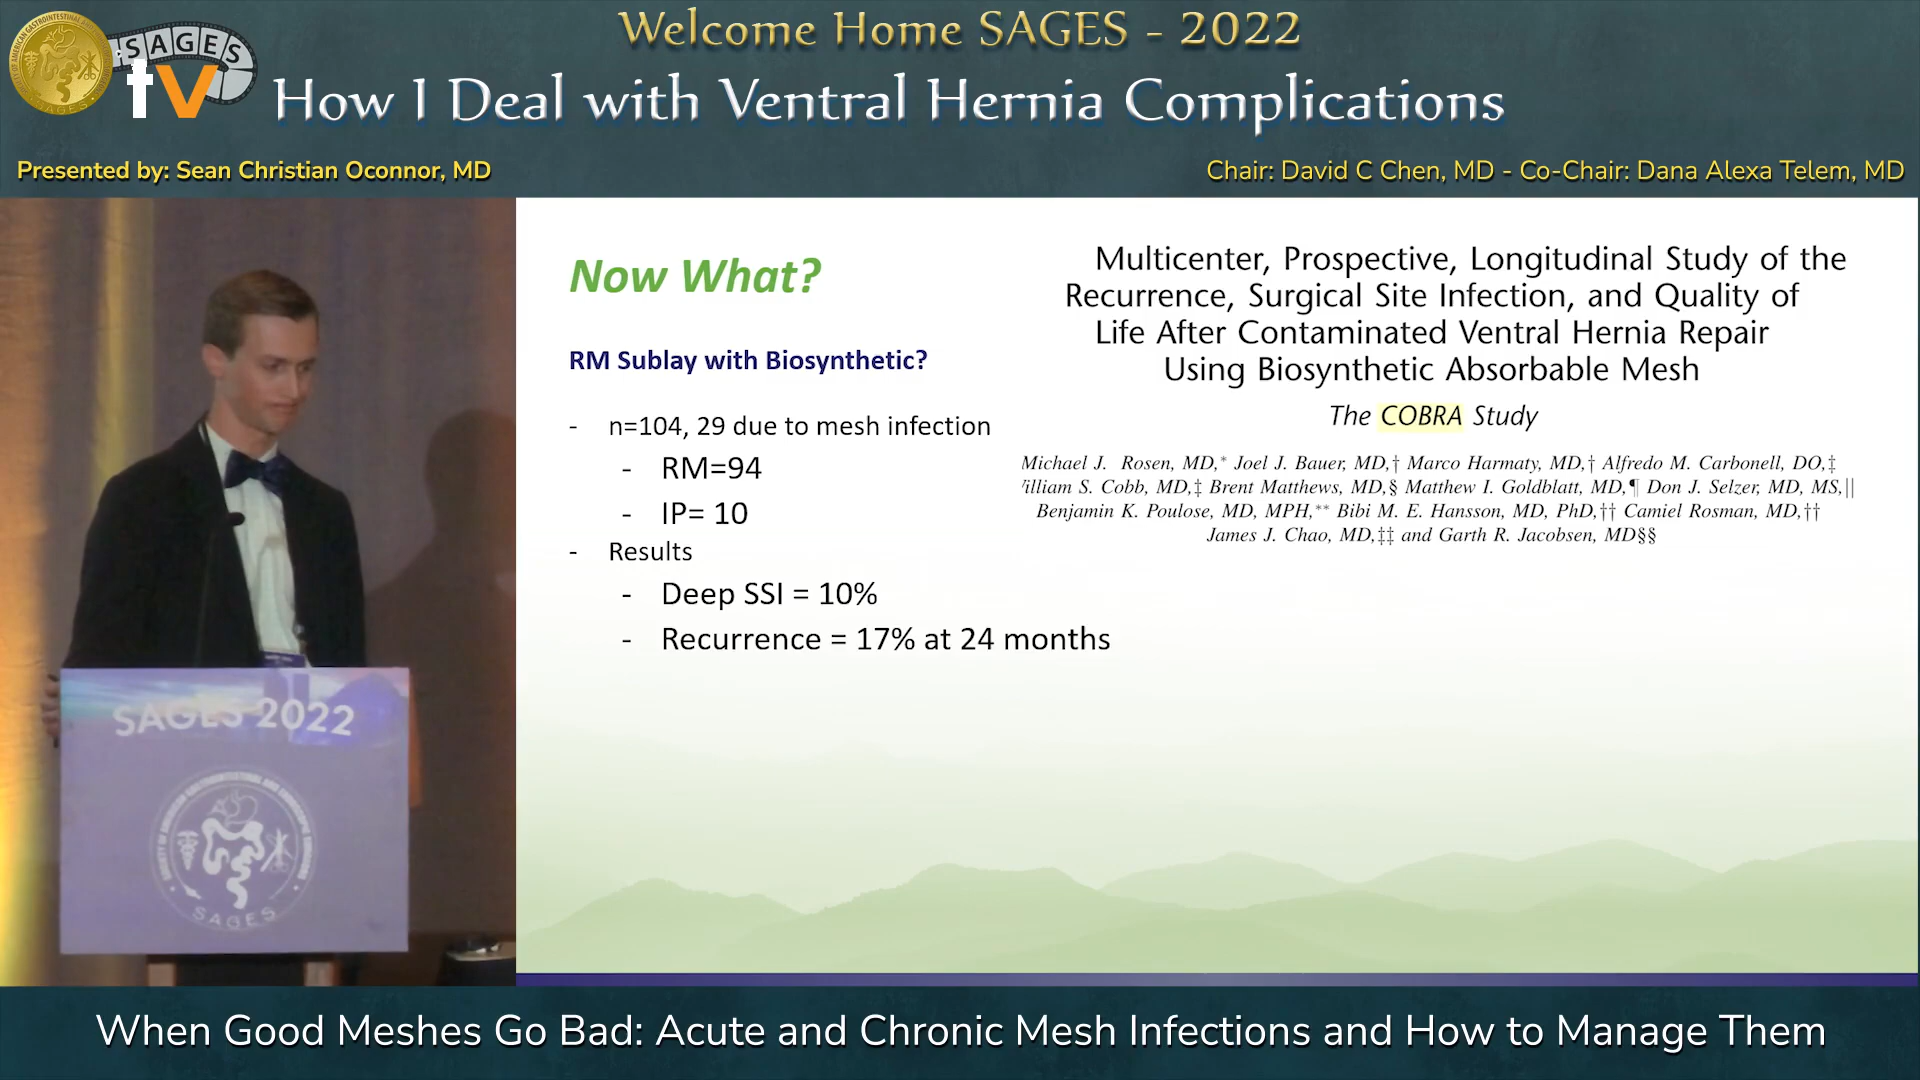 Welcome Home SAGES - 2022
SAGES
tv
How I Deal with Ventral Hernia Complications
Presented by: Sean Christian Oconnor, MD
Chair: David C Chen, MD - Co-Chair: Dana Alexa Telem, MD
Now What?
RM Sublay with Biosynthetic?
- n=104, 29 due to mesh infection
- RM=94
- IP= 10
- Results
- Deep SSI = 10%
- Recurrence = 17% at 24 months
Multicenter, Prospective, Longitudinal Study of the
Recurrence, Surgical Site Infection, and Quality of
Life After Contaminated Ventral Hernia Repair
Using Biosynthetic Absorbable Mesh
The COBRA Study
Michael J. Rosen, MD,* Joel J. Bauer, MD,† Marco Harmaty, MD,† Alfredo M. Carbonell, DO,‡
illiam S. Cobb, MD,‡ Brent Matthews, MD,§ Matthew I. Goldblatt, MD,¶ Don J. Selzer, MD, MS,||
Benjamin K. Poulose, MD, MPH,** Bibi M. E. Hansson, MD, PhD,†† Camiel Rosman, MD,††
James J. Chao, MD,‡‡ and Garth R. Jacobsen, MD§§
SAGES 2022
SAGES
When Good Meshes Go Bad: Acute and Chronic Mesh Infections and How to Manage Them